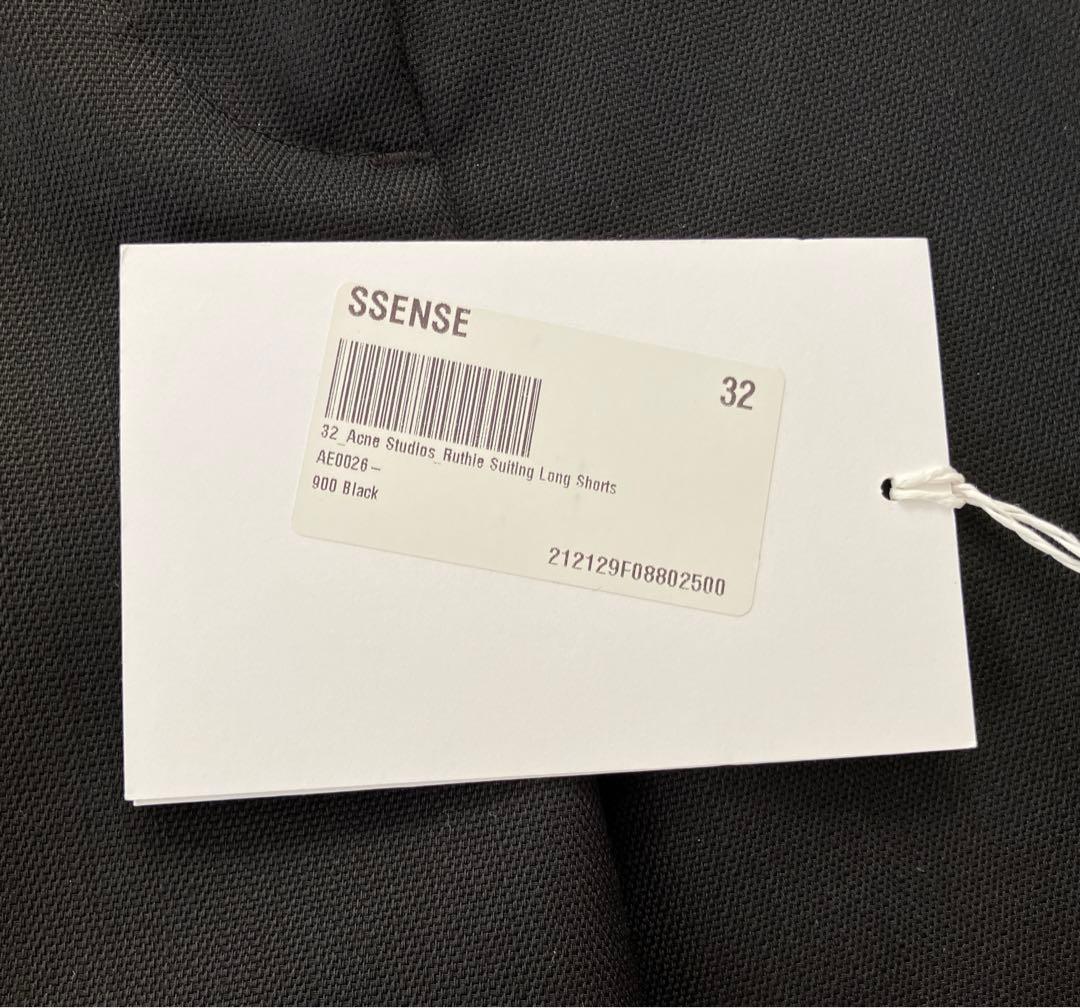 SSENSE
32
32_Acne Studios_Ruthie Suiting Long Shorts
AE0026-
900 Black
212129F08802500